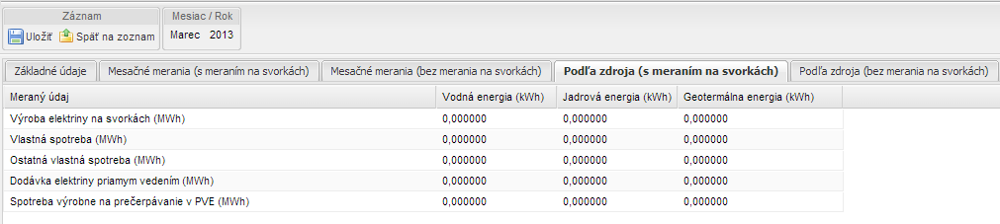 Záznam
Uložiť Späť na zoznam
Mesiac / Rok
Marec 2013
Základné údaje Mesačné merania (s meraním na svorkách) Mesačné merania (bez merania na svorkách) Podľa zdroja (s meraním na svorkách) Podľa zdroja (bez merania na svorkách)
Meraný údaj Vodná energia (kWh) Jadrová energia (kWh) Geotermálna energia (kWh)
Výroba elektriny na svorkách (MWh) 0,000000 0,000000 0,000000
Vlastná spotreba (MWh) 0,000000 0,000000 0,000000
Ostatná vlastná spotreba (MWh) 0,000000 0,000000 0,000000
Dodávka elektriny priamym vedením (MWh) 0,000000 0,000000 0,000000
Spotreba výrobne na prečerpávanie v PVE (MWh) 0,000000 0,000000 0,000000